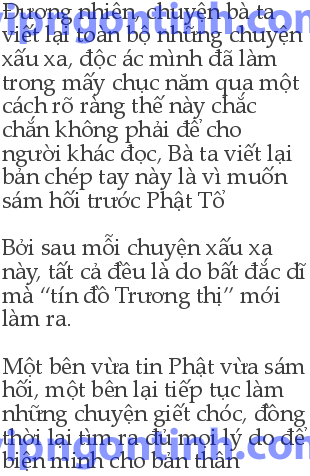 Đương nhiên, chuyện bà ta
viết lại toàn bộ những chuyện
xấu xa, độc ác mình đã làm
trong mấy chục năm qua một
cách rõ ràng thế này chắc
chắn không phải để cho
người khác đọc, Bà ta viết lại
bản chép tay này là vì muốn
sám hối trước Phật Tổ
Bởi sau mỗi chuyện xấu xa
này, tất cả đều là do bất đắc dĩ
mà “tín đồ Trương thị” mới
làm ra.
Một bên vừa tin Phật vừa sám
hối, một bên lại tiếp tục làm
những chuyện giết chóc, đồng
thời lại tìm ra đủ mọi lý do để
biện minh cho bản thân
vipngontinh.com
vipngontinh.com